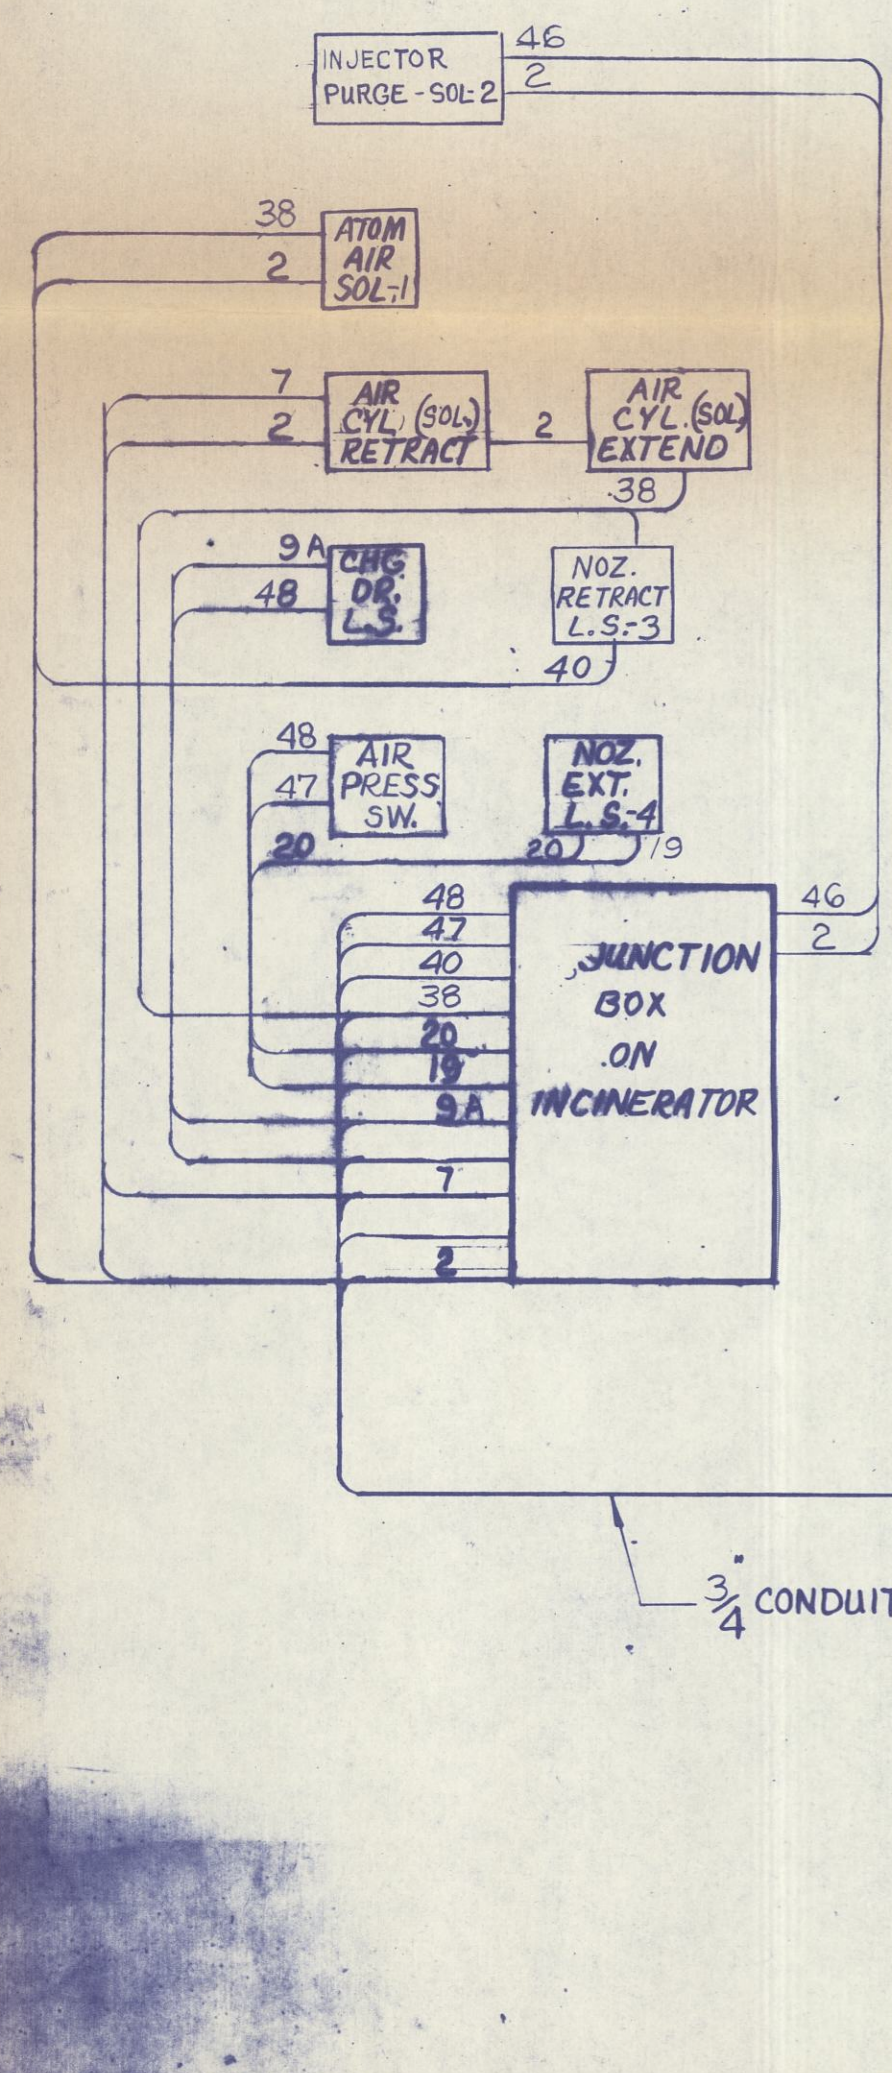 46
INJECTOR
PURGE - SOL-2
2
38
ATOM
AIR
SOL-1
2
7
AIR
CYL. (SOL.)
RETRACT
2
2
AIR
CYL. (SOL)
EXTEND
38
9A
48
CHG
DR.
L.S.
NOZ.
RETRACT
L.S.-3
40
48
47
AIR
PRESS
SW.
NOZ.
EXT.
L.S.-4
20
20
19
48
47
40
38
20
19
9A
7
2
JUNCTION
BOX
ON
INCINERATOR
46
2
3/4" CONDUIT